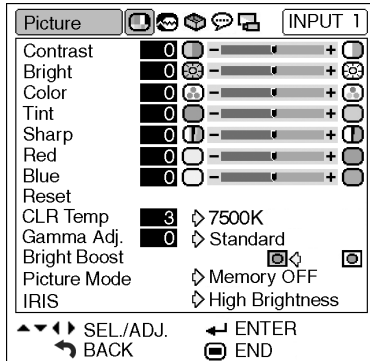 Picture INPUT 1
Contrast 0 - +
Bright 0 - +
Color 0 - +
Tint 0 - +
Sharp 0 - +
Red 0 - +
Blue 0 - +
Reset
CLR Temp 3 7500K
Gamma Adj. 0 Standard
Bright Boost
Picture Mode Memory OFF
IRIS High Brightness
SEL./ADJ. ENTER
BACK END